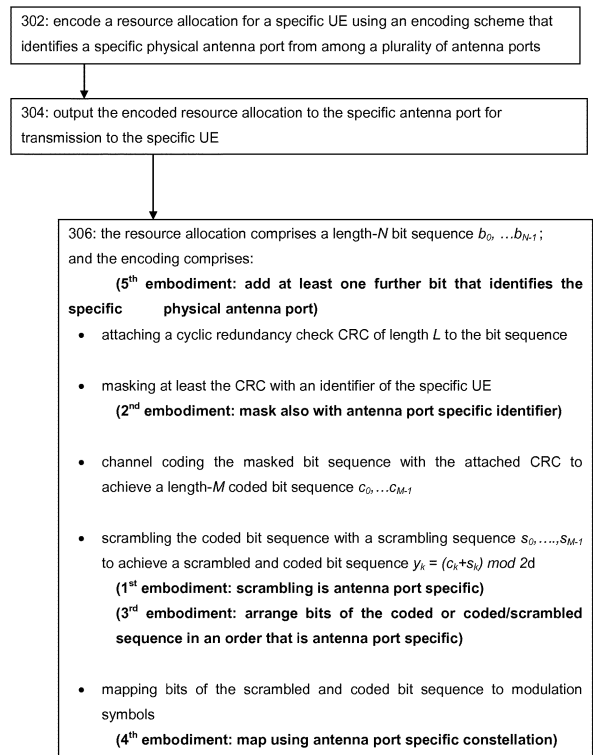 302: encode a resource allocation for a specific UE using an encoding scheme that
identifies a specific physical antenna port from among a plurality of antenna ports
304: output the encoded resource allocation to the specific antenna port for
transmission to the specific UE
306: the resource allocation comprises a length-N bit sequence b0, …bN-1 ;
and the encoding comprises:
(5th embodiment: add at least one further bit that identifies the
specific physical antenna port)
• attaching a cyclic redundancy check CRC of length L to the bit sequence
• masking at least the CRC with an identifier of the specific UE
(2nd embodiment: mask also with antenna port specific identifier)
• channel coding the masked bit sequence with the attached CRC to
achieve a length-M coded bit sequence c0,…cM-1
• scrambling the coded bit sequence with a scrambling sequence s0,….,sM-1
to achieve a scrambled and coded bit sequence yk = (ck+sk) mod 2d
(1st embodiment: scrambling is antenna port specific)
(3rd embodiment: arrange bits of the coded or coded/scrambled
sequence in an order that is antenna port specific)
• mapping bits of the scrambled and coded bit sequence to modulation
symbols
(4th embodiment: map using antenna port specific constellation)